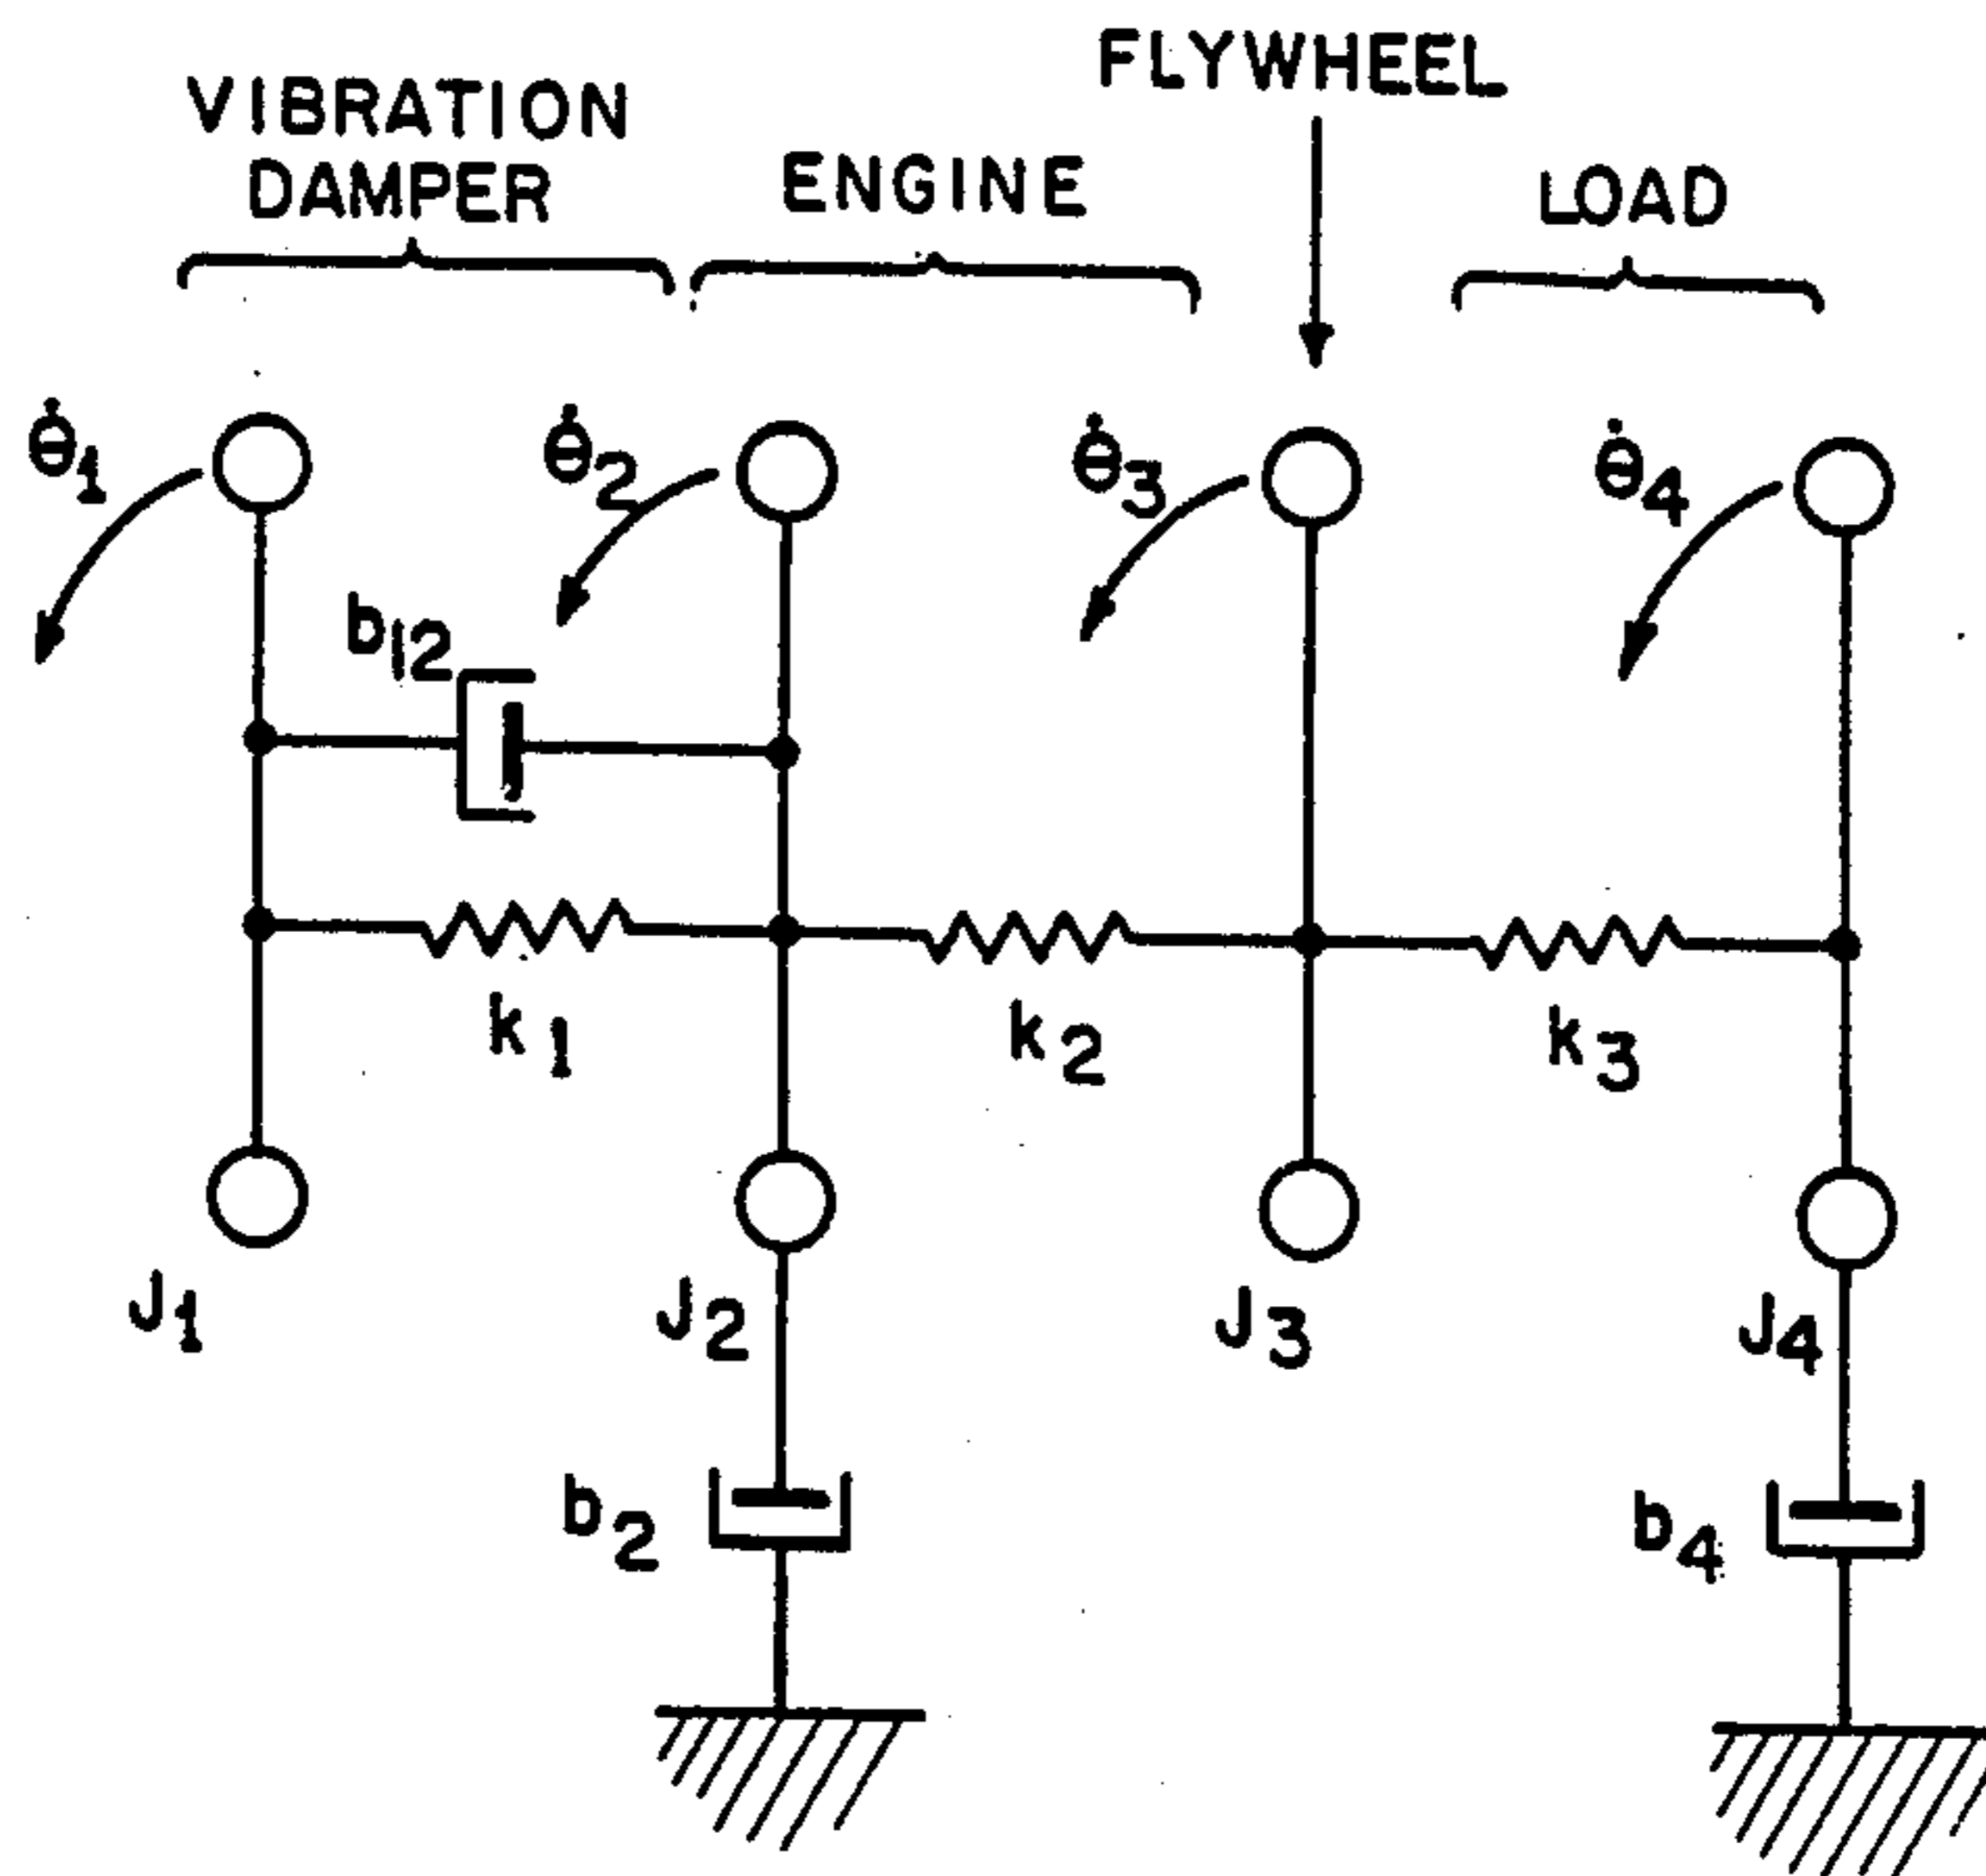 FLYWHEEL
VIBRATION
DAMPER
ENGINE
LOAD
θ̇1
θ̇2
θ̇3
θ̇4
b12
k1
k2
k3
J1
J2
J3
J4
b2
b4